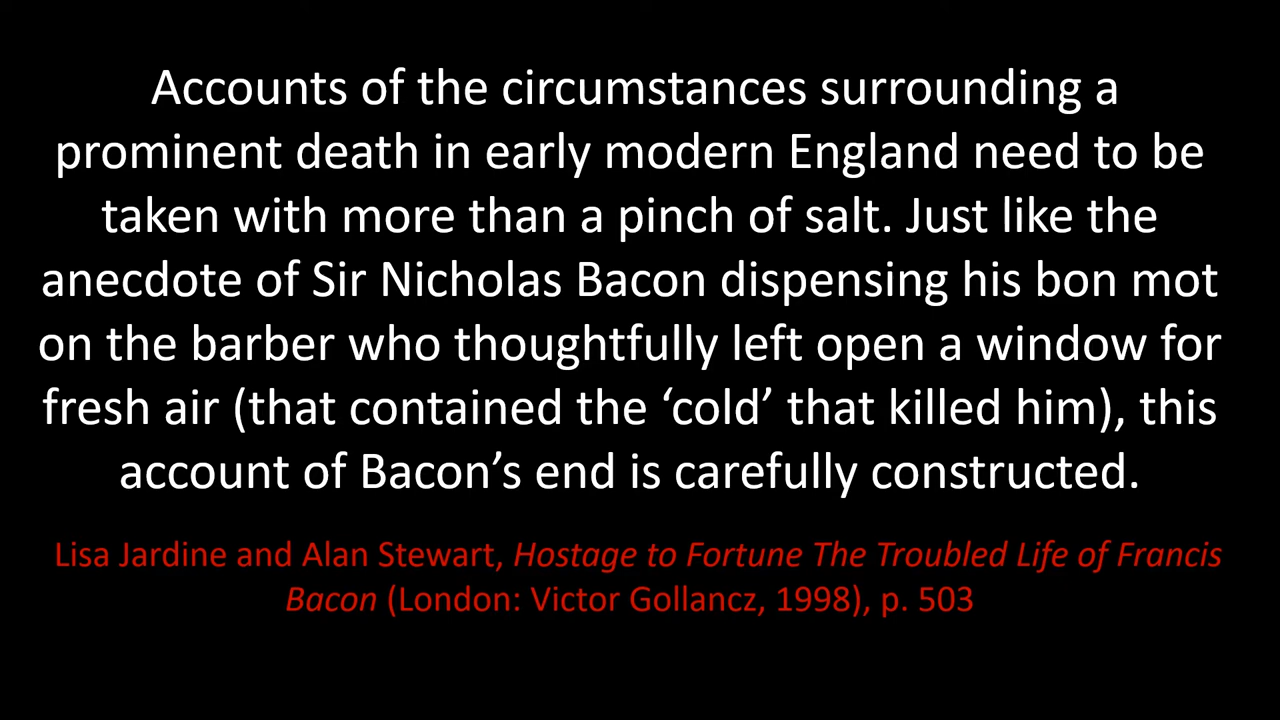 Accounts of the circumstances surrounding a
prominent death in early modern England need to be
taken with more than a pinch of salt. Just like the
anecdote of Sir Nicholas Bacon dispensing his bon mot
on the barber who thoughtfully left open a window for
fresh air (that contained the ‘cold’ that killed him), this
account of Bacon’s end is carefully constructed.
Lisa Jardine and Alan Stewart, Hostage to Fortune The Troubled Life of Francis
Bacon (London: Victor Gollancz, 1998), p. 503